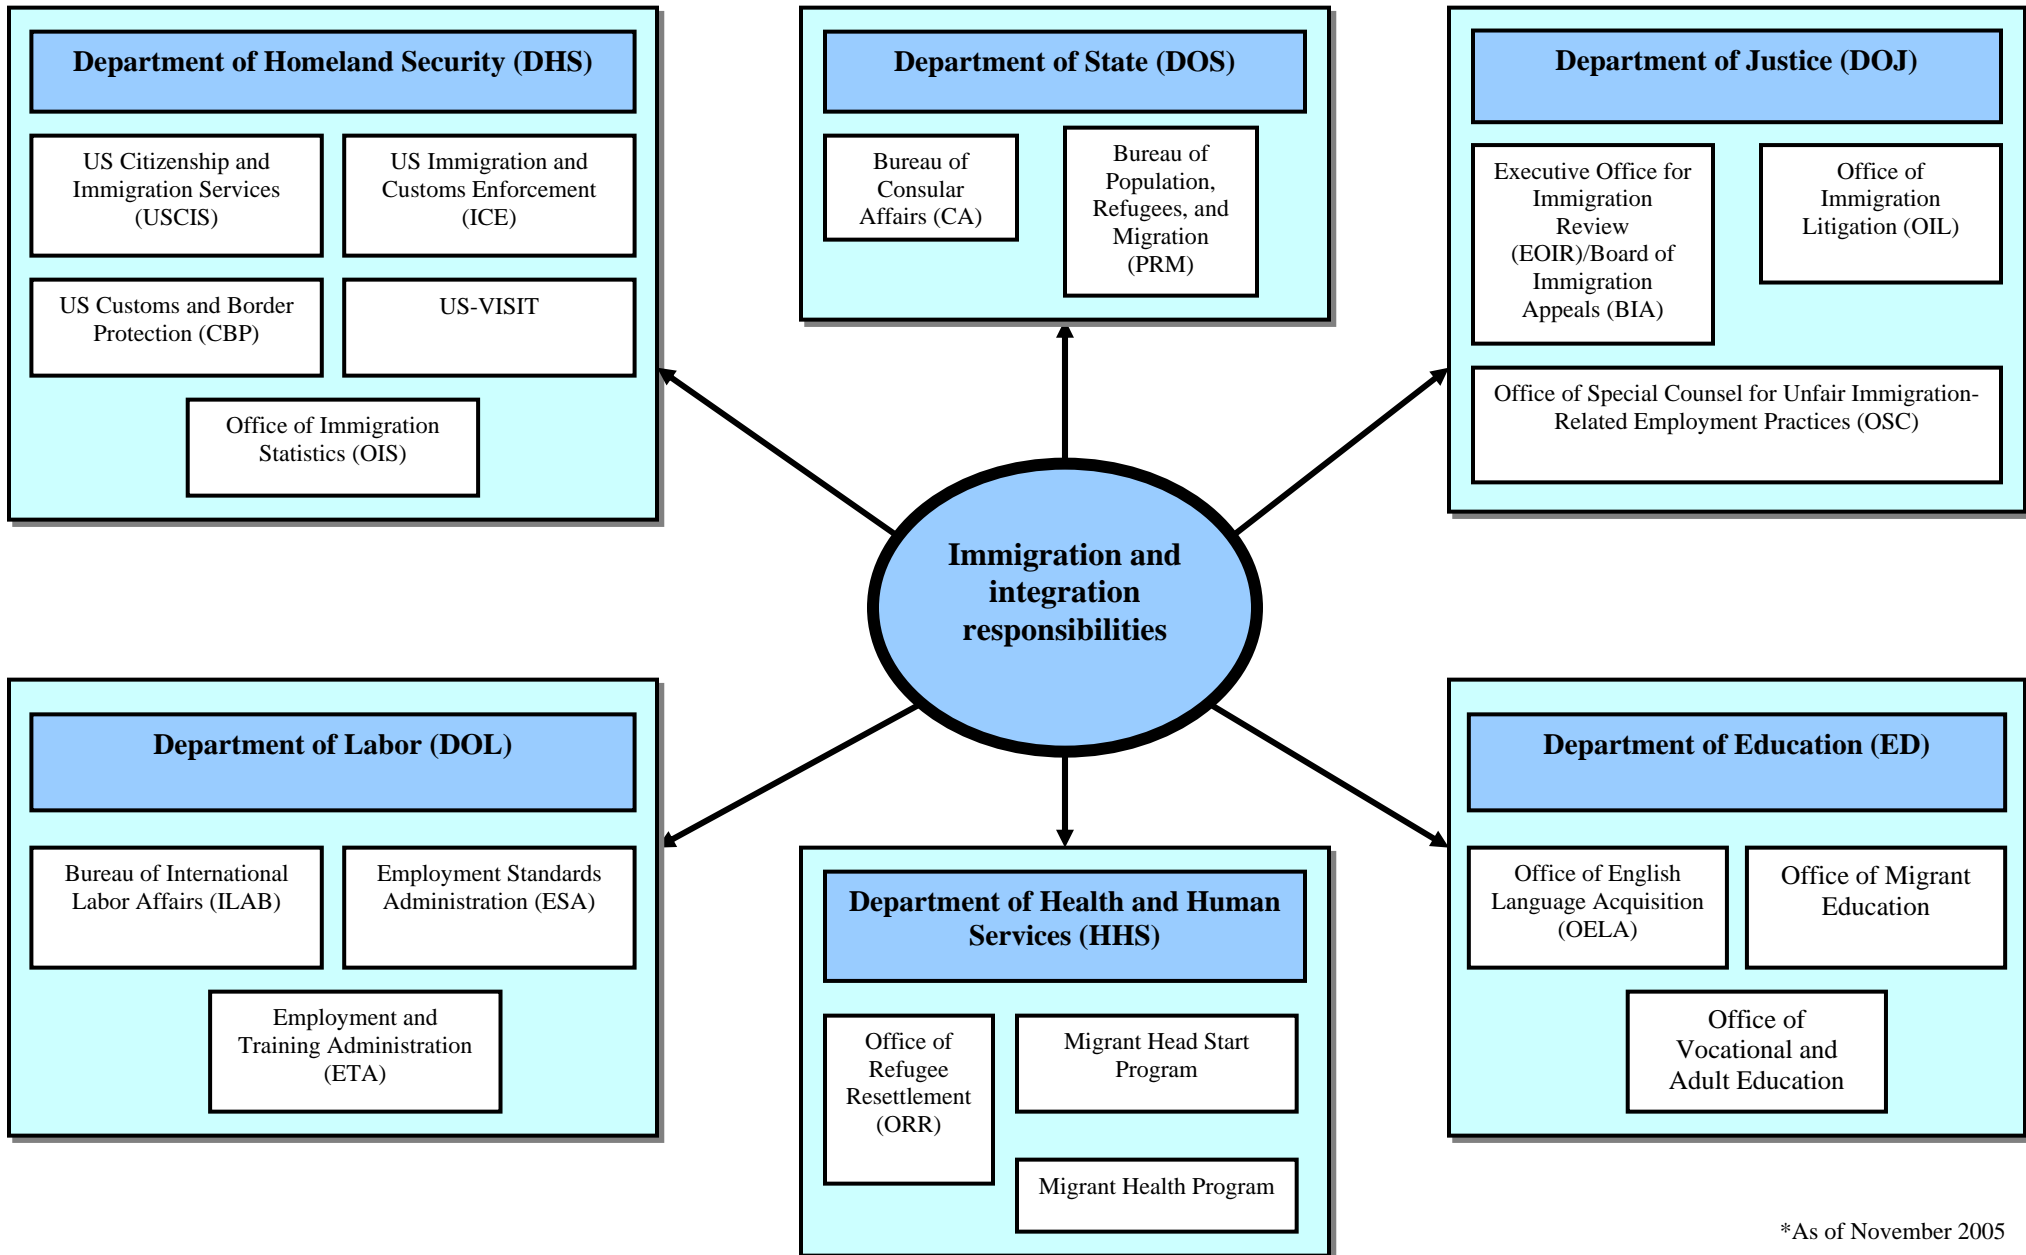 Department of Homeland Security (DHS)
US Citizenship and
Immigration Services
(USCIS)
US Immigration and
Customs Enforcement
(ICE)
US Customs and Border
Protection (CBP)
US-VISIT
Office of Immigration
Statistics (OIS)
Department of State (DOS)
Bureau of
Consular
Affairs (CA)
Bureau of
Population,
Refugees, and
Migration
(PRM)
Department of Justice (DOJ)
Executive Office for
Immigration
Review
(EOIR)/Board of
Immigration
Appeals (BIA)
Office of
Immigration
Litigation (OIL)
Office of Special Counsel for Unfair Immigration-
Related Employment Practices (OSC)
Immigration and
integration
responsibilities
Department of Labor (DOL)
Bureau of International
Labor Affairs (ILAB)
Employment Standards
Administration (ESA)
Employment and
Training Administration
(ETA)
Department of Health and Human
Services (HHS)
Office of
Refugee
Resettlement
(ORR)
Migrant Head Start
Program
Migrant Health Program
Department of Education (ED)
Office of English
Language Acquisition
(OELA)
Office of Migrant
Education
Office of
Vocational and
Adult Education
*As of November 2005